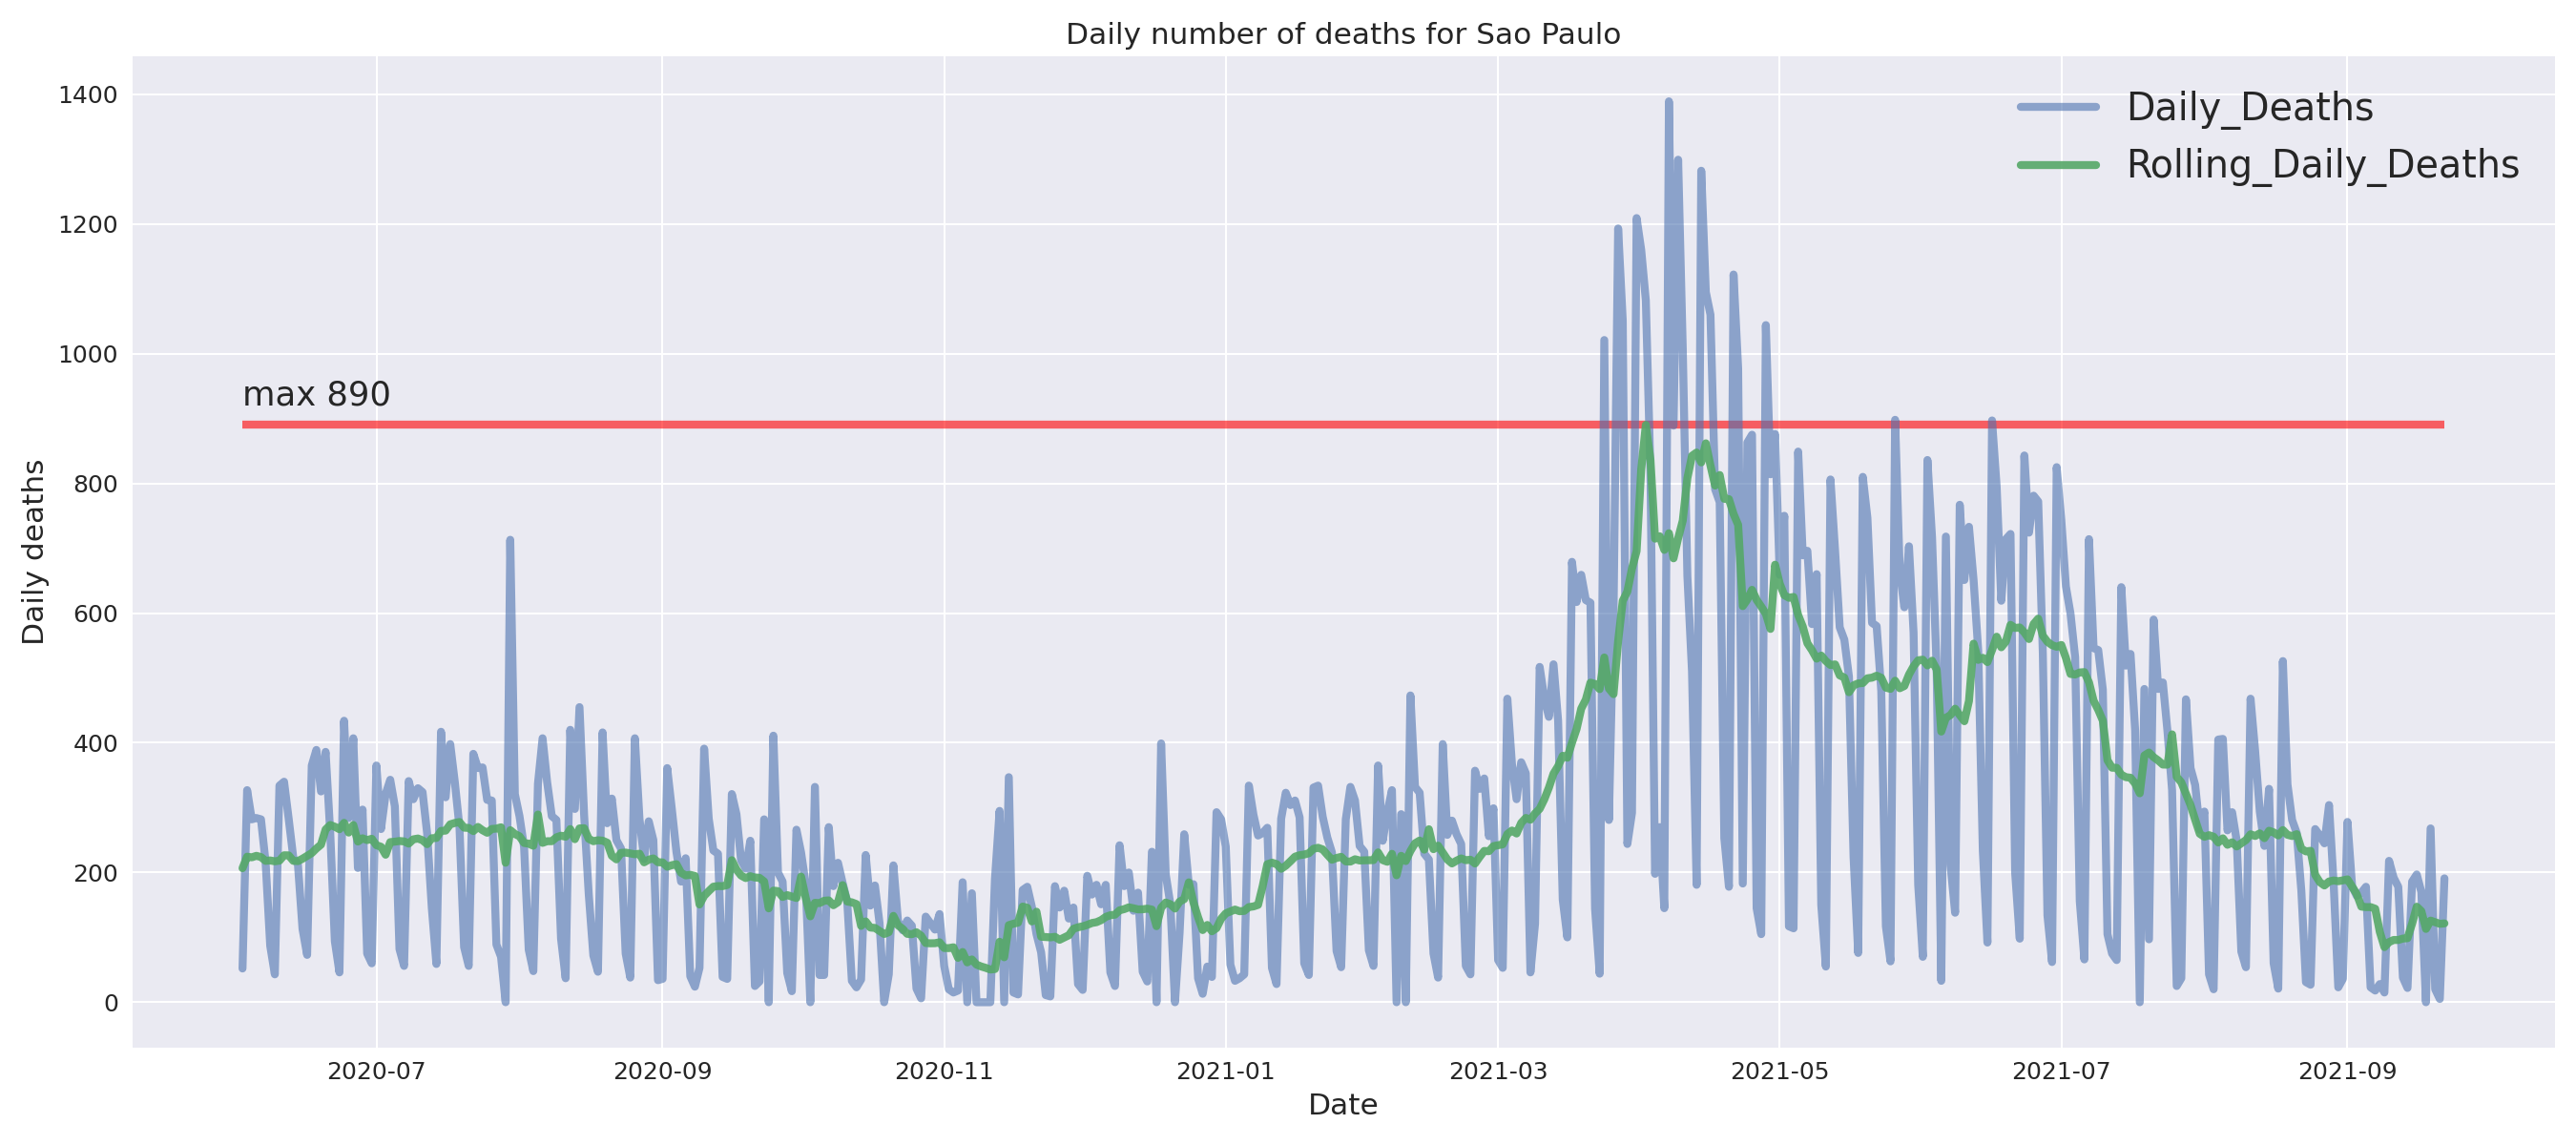 Daily number of deaths for Sao Paulo
1400
1200
1000
800
600
400
200
0
Daily deaths
max 890
Daily_Deaths
Rolling_Daily_Deaths
2020-07
2020-09
2020-11
2021-01
2021-03
2021-05
2021-07
2021-09
Date